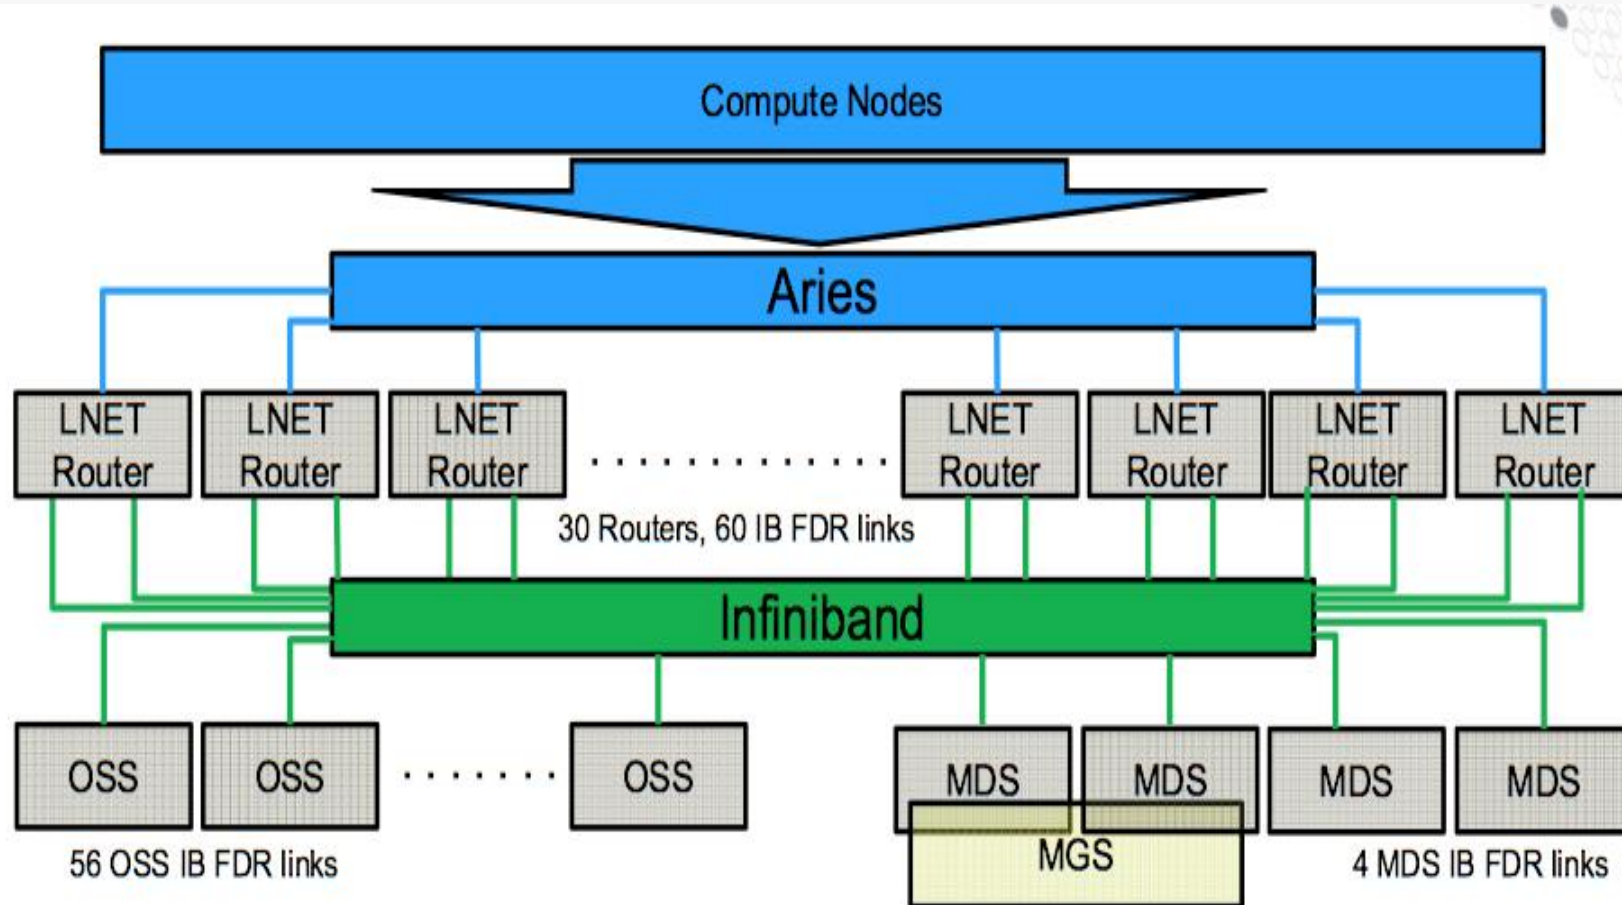 Compute Nodes
Aries
LNET
Router
LNET
Router
LNET
Router
. . . . . . . . . . . . .
LNET
Router
LNET
Router
LNET
Router
LNET
Router
30 Routers, 60 IB FDR links
Infiniband
OSS
OSS
. . . . . . .
OSS
MDS
MDS
MDS
MDS
MGS
56 OSS IB FDR links
4 MDS IB FDR links